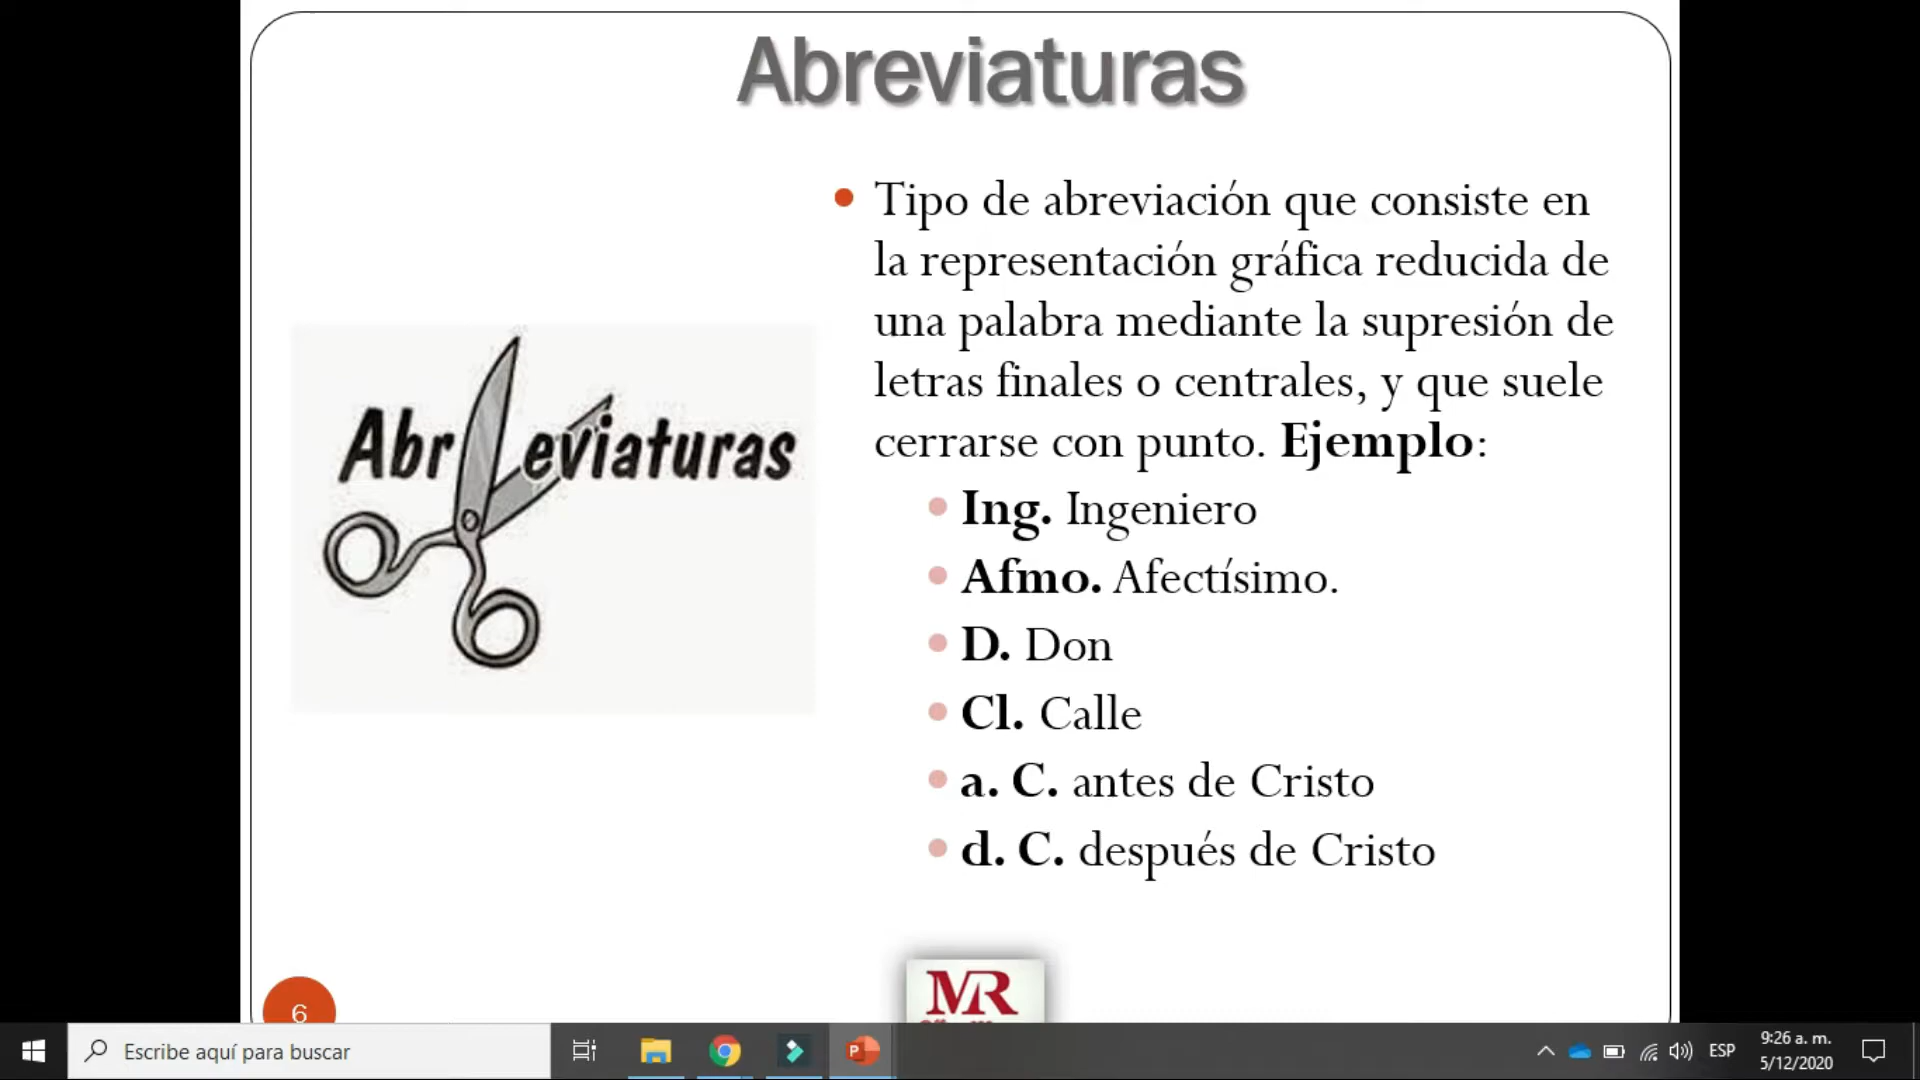 Abreviaturas
Tipo de abreviación que consiste en
la representación gráfica reducida de
una palabra mediante la supresión de
letras finales o centrales, y que suele
cerrarse con punto. Ejemplo:
Abreviaturas
Ing. Ingeniero
Afmo. Afectísimo.
D. Don
Cl. Calle
a. C. antes de Cristo
d. C. después de Cristo
6
MR
Escribe aquí para buscar
ESP
9:26 a. m.
5/12/2020